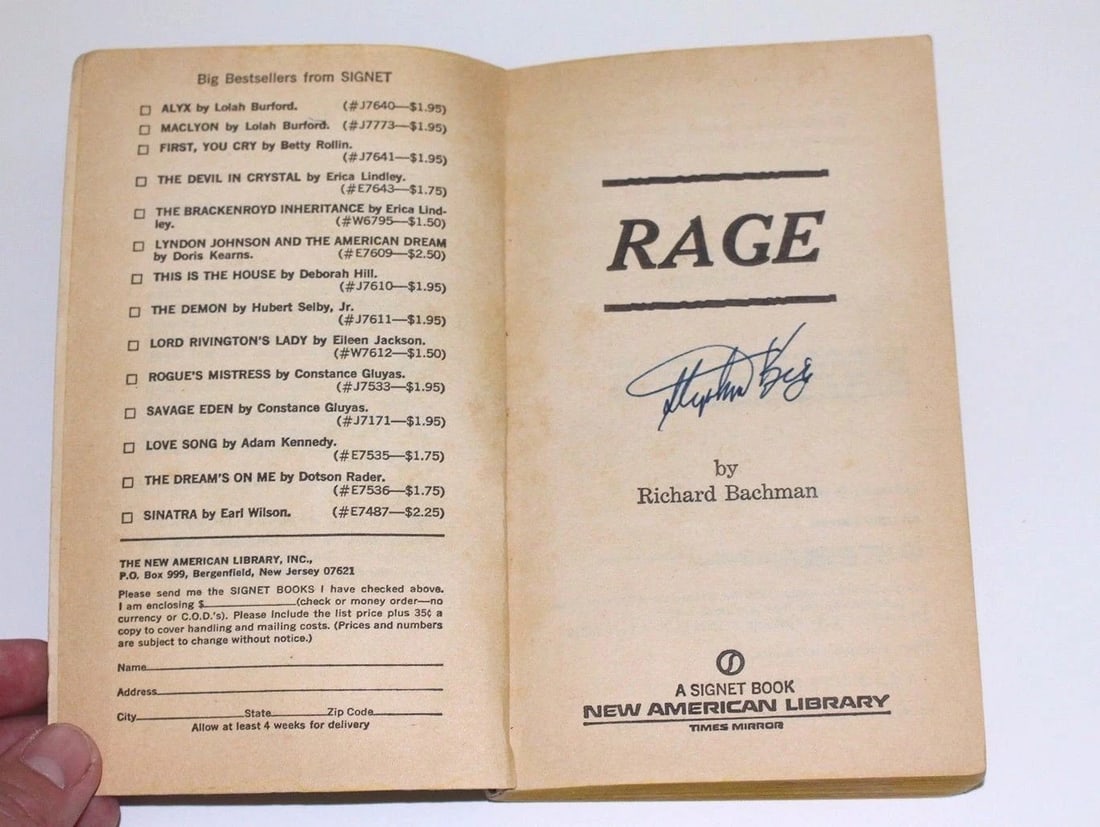 Big Bestsellers from SIGNET
□ ALYX by Lolah Burford. (#J7640—$1.95)
□ MACLYON by Lolah Burford. (#J7773—$1.95)
□ FIRST, YOU CRY by Betty Rollin.
(#J7641—$1.95)
□ THE DEVIL IN CRYSTAL by Erica Lindley.
(#E7643—$1.75)
□ THE BRACKENROYD INHERITANCE by Erica Lind-
ley. (#W6795—$1.50)
□ LYNDON JOHNSON AND THE AMERICAN DREAM
by Doris Kearns. (#E7609—$2.50)
□ THIS IS THE HOUSE by Deborah Hill.
(#J7610—$1.95)
□ THE DEMON by Hubert Selby, Jr.
(#J7611—$1.95)
□ LORD RIVINGTON'S LADY by Eileen Jackson.
(#W7612—$1.50)
□ ROGUE'S MISTRESS by Constance Gluyas.
(#J7533—$1.95)
□ SAVAGE EDEN by Constance Gluyas.
(#J7171—$1.95)
□ LOVE SONG by Adam Kennedy.
(#E7535—$1.75)
□ THE DREAM'S ON ME by Dotson Rader.
(#E7536—$1.75)
□ SINATRA by Earl Wilson. (#E7487—$2.25)
THE NEW AMERICAN LIBRARY, INC.,
P.O. Box 999, Bergenfield, New Jersey 07621
Please send me the SIGNET BOOKS I have checked above.
I am enclosing $____________(check or money order—no
currency or C.O.D.'s). Please include the list price plus 35¢ a
copy to cover handling and mailing costs. (Prices and numbers
are subject to change without notice.)
Name
Address
City State Zip Code
Allow at least 4 weeks for delivery
RAGE
Stephen King
by
Richard Bachman
A SIGNET BOOK
NEW AMERICAN LIBRARY
TIMES MIRROR